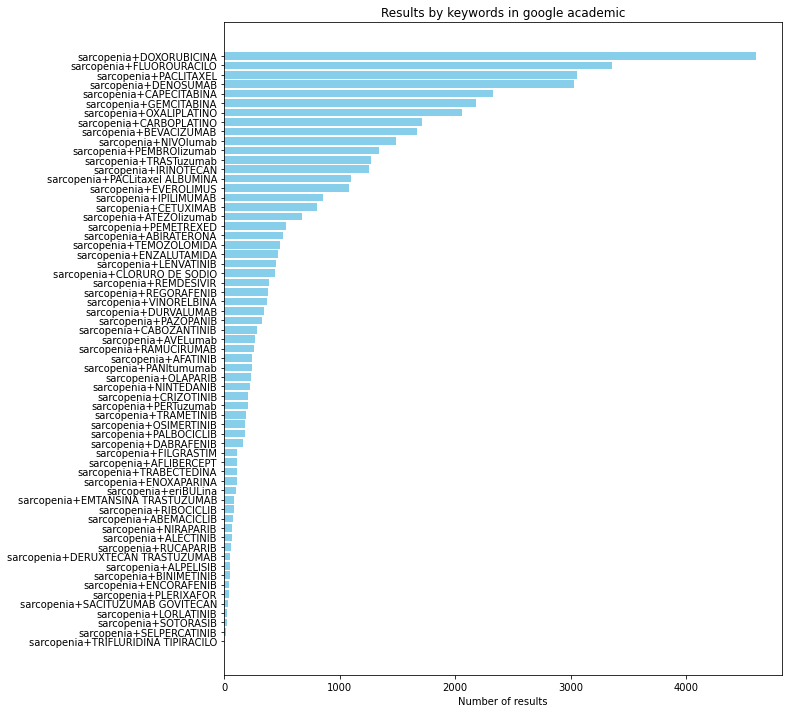 Results by keywords in google academic
sarcopenia+DOXORUBICINA
sarcopenia+FLUOROURACILO
sarcopenia+PACLITAXEL
sarcopenia+DENOSUMAB
sarcopenia+CAPECITABINA
sarcopenia+GEMCITABINA
sarcopenia+OXALIPLATINO
sarcopenia+CARBOPLATINO
sarcopenia+BEVACIZUMAB
sarcopenia+NIVOlumab
sarcopenia+PEMBROlizumab
sarcopenia+TRASTuzumab
sarcopenia+IRINOTECAN
sarcopenia+PACLitaxel ALBUMINA
sarcopenia+EVEROLIMUS
sarcopenia+IPILIMUMAB
sarcopenia+CETUXIMAB
sarcopenia+ATEZOlizumab
sarcopenia+PEMETREXED
sarcopenia+ABIRATERONA
sarcopenia+TEMOZOLOMIDA
sarcopenia+ENZALUTAMIDA
sarcopenia+LENVATINIB
sarcopenia+CLORURO DE SODIO
sarcopenia+REMDESIVIR
sarcopenia+REGORAFENIB
sarcopenia+VINORELBINA
sarcopenia+DURVALUMAB
sarcopenia+PAZOPANIB
sarcopenia+CABOZANTINIB
sarcopenia+AVELumab
sarcopenia+RAMUCIRUMAB
sarcopenia+AFATINIB
sarcopenia+PANItumumab
sarcopenia+OLAPARIB
sarcopenia+NINTEDANIB
sarcopenia+CRIZOTINIB
sarcopenia+PERTuzumab
sarcopenia+TRAMETINIB
sarcopenia+OSIMERTINIB
sarcopenia+PALBOCICLIB
sarcopenia+DABRAFENIB
sarcopenia+FILGRASTIM
sarcopenia+AFLIBERCEPT
sarcopenia+TRABECTEDINA
sarcopenia+ENOXAPARINA
sarcopenia+eriBULina
sarcopenia+EMTANSINA TRASTUZUMAB
sarcopenia+RIBOCICLIB
sarcopenia+ABEMACICLIB
sarcopenia+NIRAPARIB
sarcopenia+ALECTINIB
sarcopenia+RUCAPARIB
sarcopenia+DERUXTECAN TRASTUZUMAB
sarcopenia+ALPELISIB
sarcopenia+BINIMETINIB
sarcopenia+ENCORAFENIB
sarcopenia+PLERIXAFOR
sarcopenia+SACITUZUMAB GOVITECAN
sarcopenia+LORLATINIB
sarcopenia+SOTORASIB
sarcopenia+SELPERCATINIB
sarcopenia+TRIFLURIDINA TIPIRACILO
0 1000 2000 3000 4000
Number of results